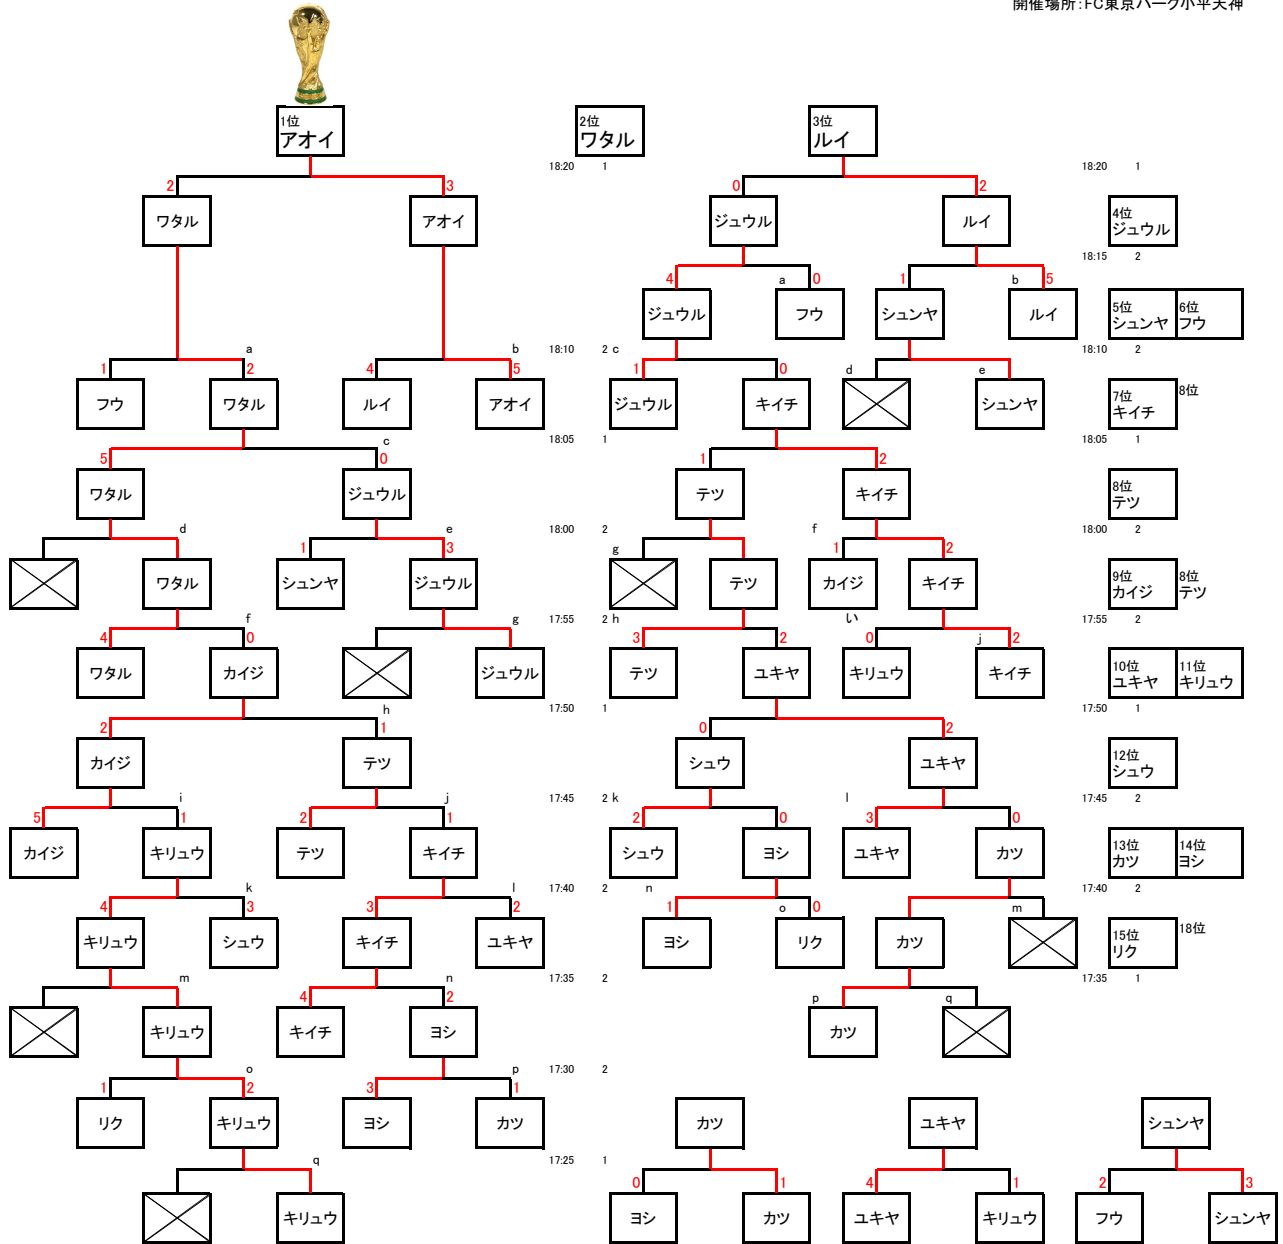 開催場所:FC東京パーク小平天神
1位 2位 3位
アオイ ワタル ルイ
18:20 1 18:20 1
2 3 0 2
ワタル アオイ ジュウル ルイ 4位 ジュウル
18:15 2
4 a 0 1 b 5
ジュウル フウ シュンヤ ルイ 5位 シュンヤ 6位 フウ
a b 18:10 2 c 18:10 2
1 2 4 5 1 0 d e
フウ ワタル ルイ アオイ ジュウル キイチ シュンヤ 7位 キイチ 8位
c 18:05 1 18:05 1
5 0 1 2
ワタル ジュウル テツ キイチ 8位 テツ
d e 18:00 2 f 18:00 2
1 3 g 1 2
ワタル シュンヤ ジュウル テツ カイジ キイチ 9位 カイジ 8位 テツ
f g 17:55 2 h い 17:55 2
4 0 3 2 0 j 2
ワタル カイジ ジュウル テツ ユキヤ キリュウ キイチ 10位 ユキヤ 11位 キリュウ
h 17:50 1 17:50 1
2 1 0 2
カイジ テツ シュウ ユキヤ 12位 シュウ
i j 17:45 2 k l 17:45 2
5 1 2 1 2 0 3 0
カイジ キリュウ テツ キイチ シュウ ヨシ ユキヤ カツ 13位 カツ 14位 ヨシ
k l 17:40 2 n 17:40 2
4 3 3 2 1 o 0 m
キリュウ シュウ キイチ ユキヤ ヨシ リク カツ 15位 リク 18位
m n 17:35 2 17:35 1
4 2 p q
キリュウ キイチ ヨシ カツ
o p 17:30 2
1 2 3 1
リク キリュウ ヨシ カツ カツ ユキヤ シュンヤ
q 17:25 1
0 1 4 1 2 3
キリュウ ヨシ カツ ユキヤ キリュウ フウ シュンヤ